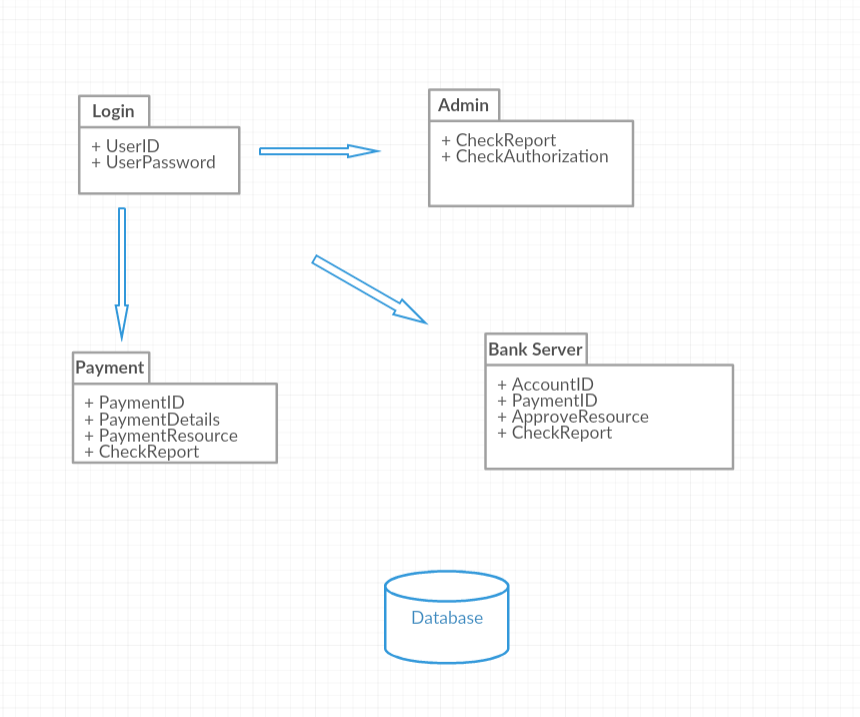 Login
+ UserID
+ UserPassword
Admin
+ CheckReport
+ CheckAuthorization
Payment
+ PaymentID
+ PaymentDetails
+ PaymentResource
+ CheckReport
Bank Server
+ AccountID
+ PaymentID
+ ApproveResource
+ CheckReport
Database